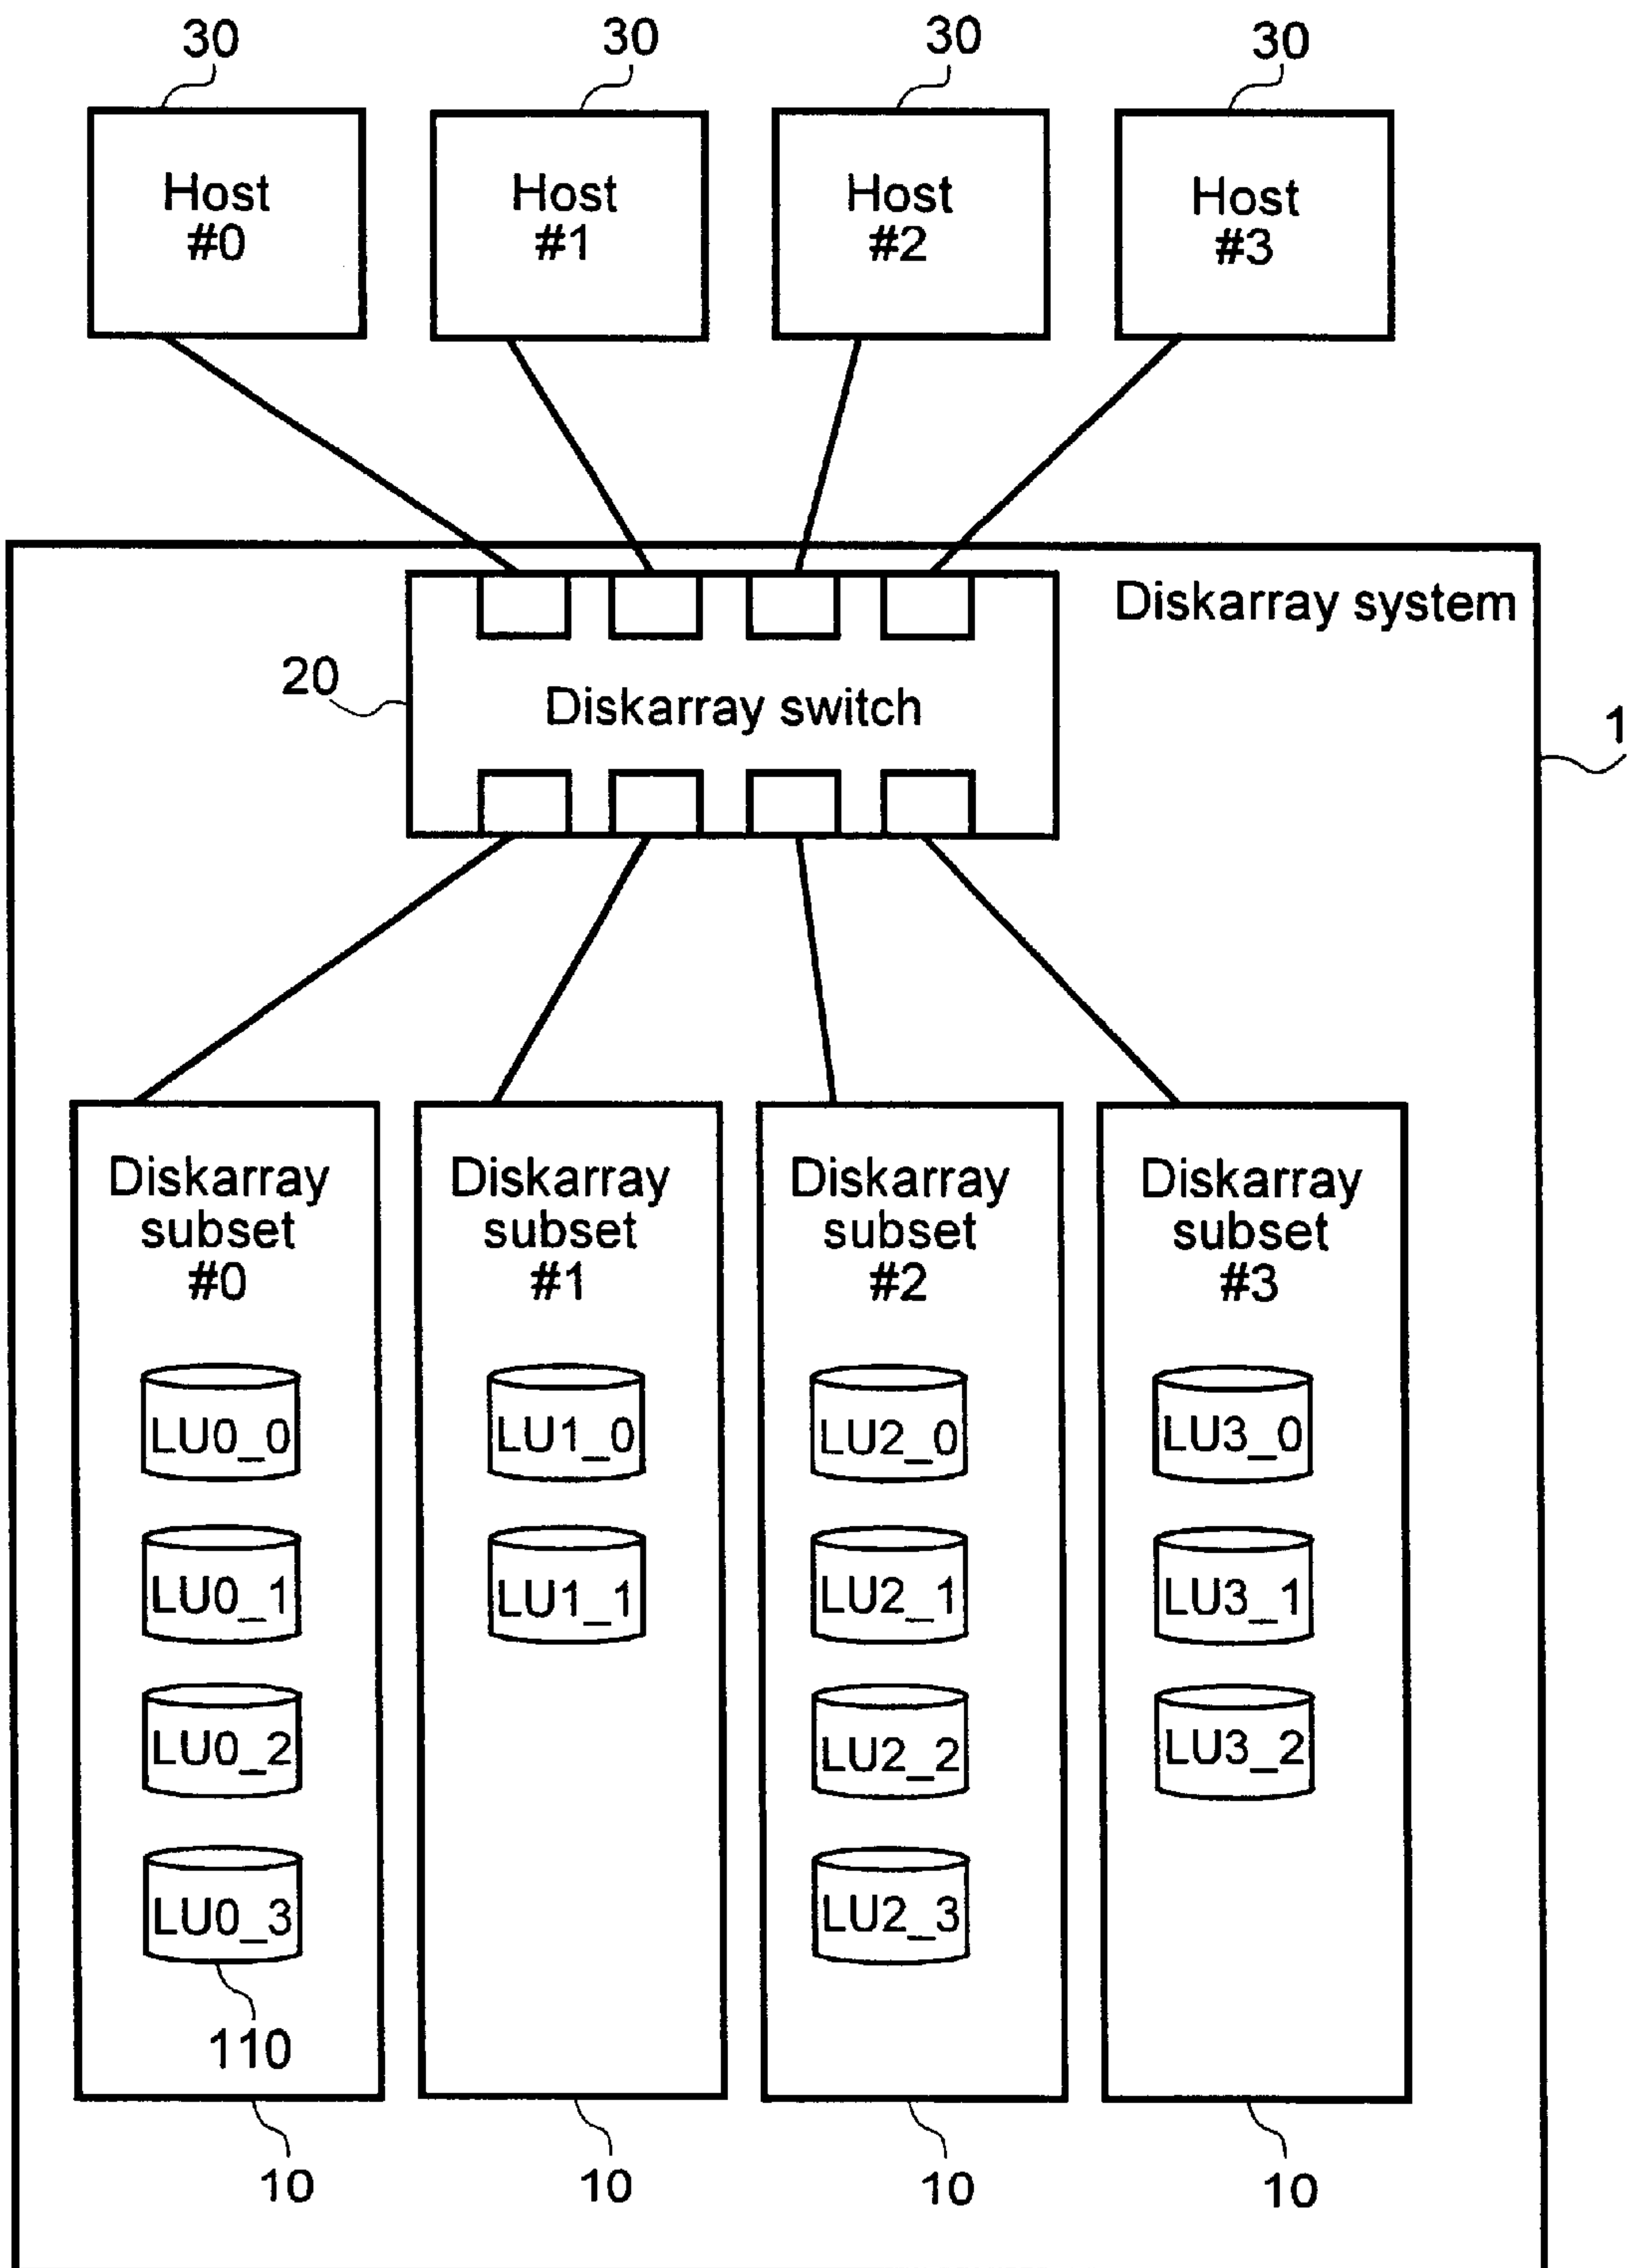 30 30 30 30
Host Host Host Host
#0 #1 #2 #3
Diskarray system
20
Diskarray switch
1
Diskarray Diskarray Diskarray Diskarray
subset subset subset subset
#0 #1 #2 #3
LU0_0 LU1_0 LU2_0 LU3_0
LU0_1 LU1_1 LU2_1 LU3_1
LU0_2 LU2_2 LU3_2
LU0_3 LU2_3
110
10 10 10 10